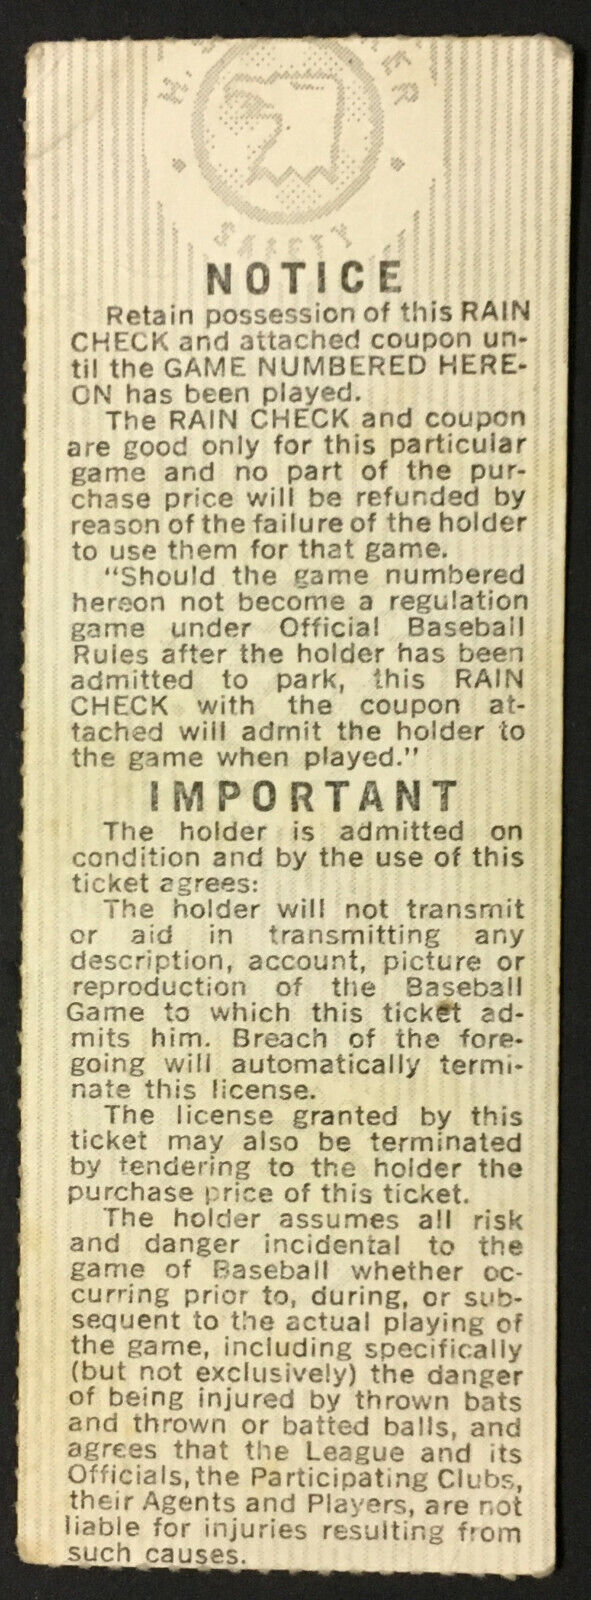 SAFETY
NOTICE
Retain possession of this RAIN
CHECK and attached coupon un-
til the GAME NUMBERED HERE-
ON has been played.
The RAIN CHECK and coupon
are good only for this particular
game and no part of the pur-
chase price will be refunded by
reason of the failure of the holder
to use them for that game.
"Should the game numbered
hereon not become a regulation
game under Official Baseball
Rules after the holder has been
admitted to park, this RAIN
CHECK with the coupon at-
tached will admit the holder to
the game when played."
IMPORTANT
The holder is admitted on
condition and by the use of this
ticket agrees:
The holder will not transmit
or aid in transmitting any
description, account, picture or
reproduction of the Baseball
Game to which this ticket ad-
mits him. Breach of the fore-
going will automatically termi-
nate this license.
The license granted by this
ticket may also be terminated
by tendering to the holder the
purchase price of this ticket.
The holder assumes all risk
and danger incidental to the
game of Baseball whether oc-
curring prior to, during, or sub-
sequent to the actual playing of
the game, including specifically
(but not exclusively) the danger
of being injured by thrown bats
and thrown or batted balls, and
agrees that the League and its
Officials, the Participating Clubs,
their Agents and Players, are not
liable for injuries resulting from
such causes.